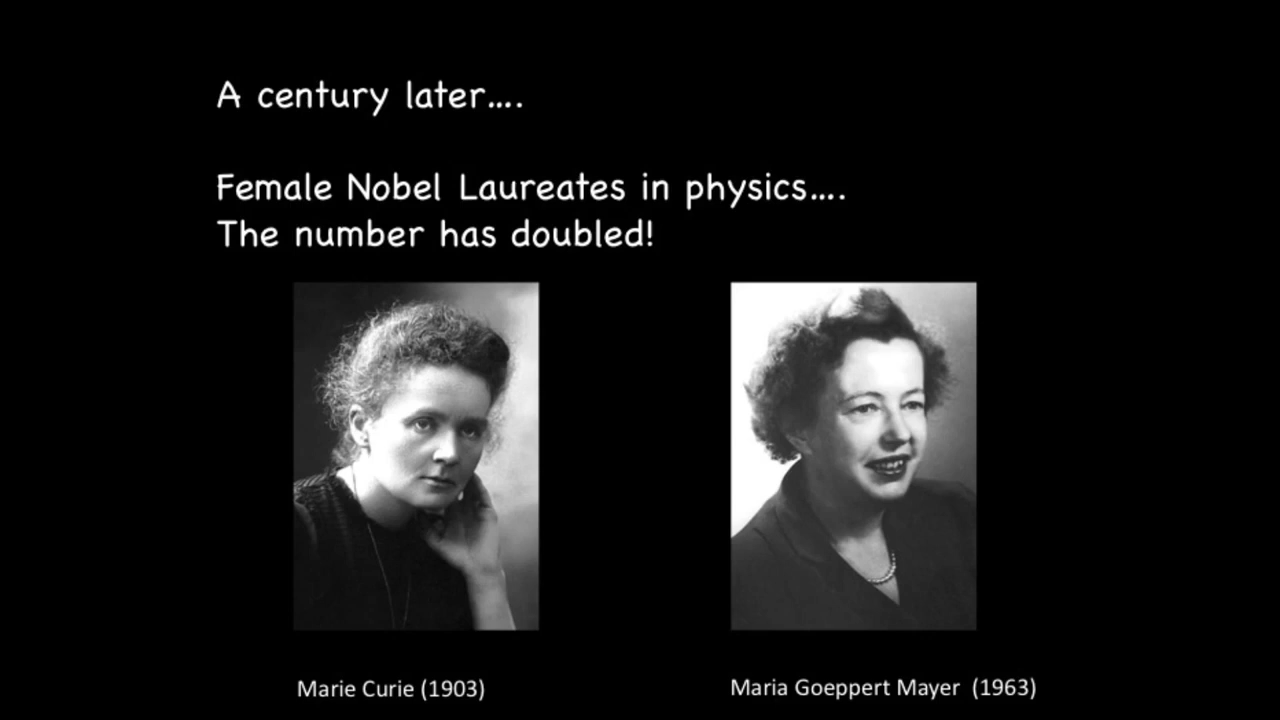 A century later....
Female Nobel Laureates in physics....
The number has doubled!
Marie Curie (1903)
Maria Goeppert Mayer (1963)